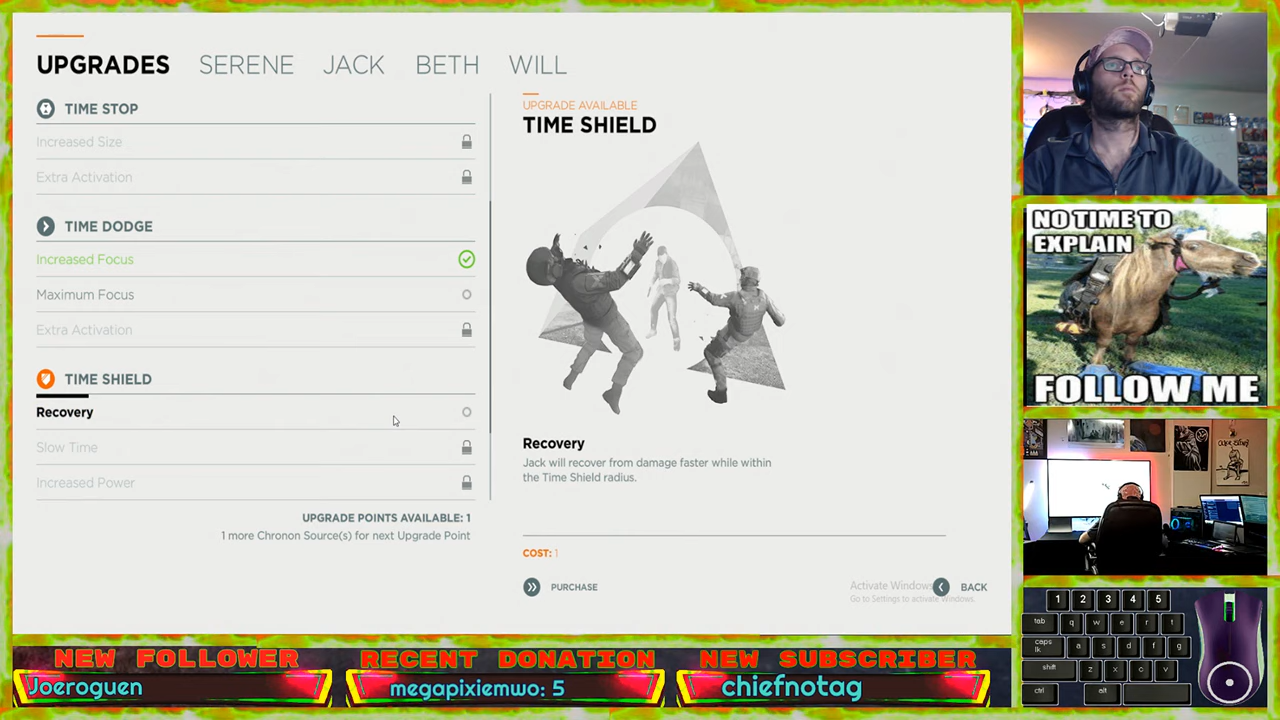 UPGRADES SERENE JACK BETH WILL
TIME STOP
Increased Size
Extra Activation
TIME DODGE
Increased Focus
Maximum Focus
Extra Activation
TIME SHIELD
Recovery
Slow Time
Increased Power
UPGRADE POINTS AVAILABLE: 1
1 more Chronon Source(s) for next Upgrade Point
UPGRADE AVAILABLE
TIME SHIELD
Recovery
Jack will recover from damage faster while within
the Time Shield radius.
COST: 1
PURCHASE
Activate Windows
Go to Settings to activate Windows.
BACK
NO TIME TO
EXPLAIN
FOLLOW ME
1 2 3 4 5
tab q w e r t
caps lk a s d f g
shift z x c v
ctrl alt
NEW FOLLOWER
Joeroguen
RECENT DONATION
megapixiemwo: 5
NEW SUBSCRIBER
chiefnotag